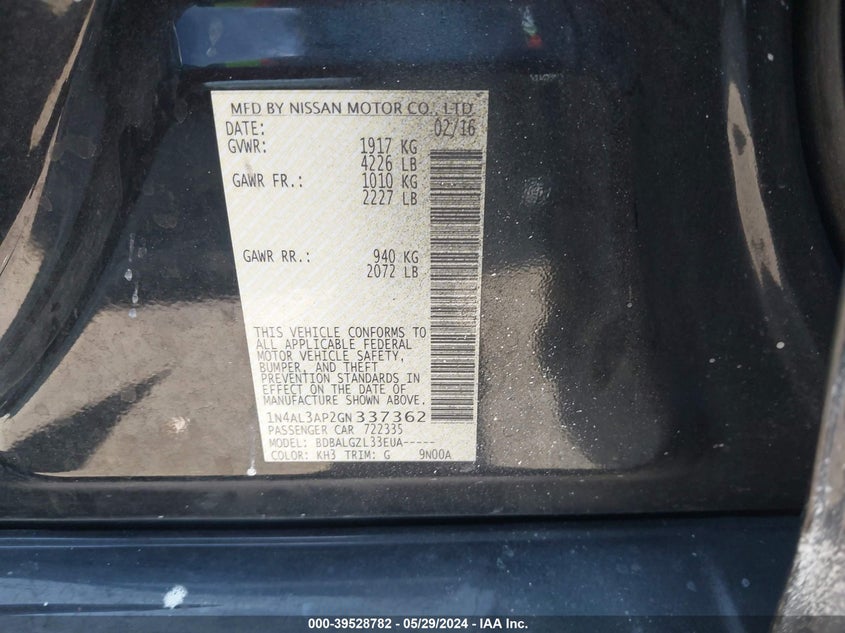 MFD BY NISSAN MOTOR CO., LTD
DATE: 02/16
GVWR: 1917 KG
4226 LB
GAWR FR.: 1010 KG
2227 LB
GAWR RR.: 940 KG
2072 LB
THIS VEHICLE CONFORMS TO
ALL APPLICABLE FEDERAL
MOTOR VEHICLE SAFETY,
BUMPER, AND THEFT
PREVENTION STANDARDS IN
EFFECT ON THE DATE OF
MANUFACTURE SHOWN ABOVE.
1N4AL3AP2GN337362
PASSENGER CAR 722335
MODEL: BDBALGZL33EUA-----
COLOR: KH3 TRIM: G 9N00A
000-39528782 - 05/29/2024 - IAA Inc.